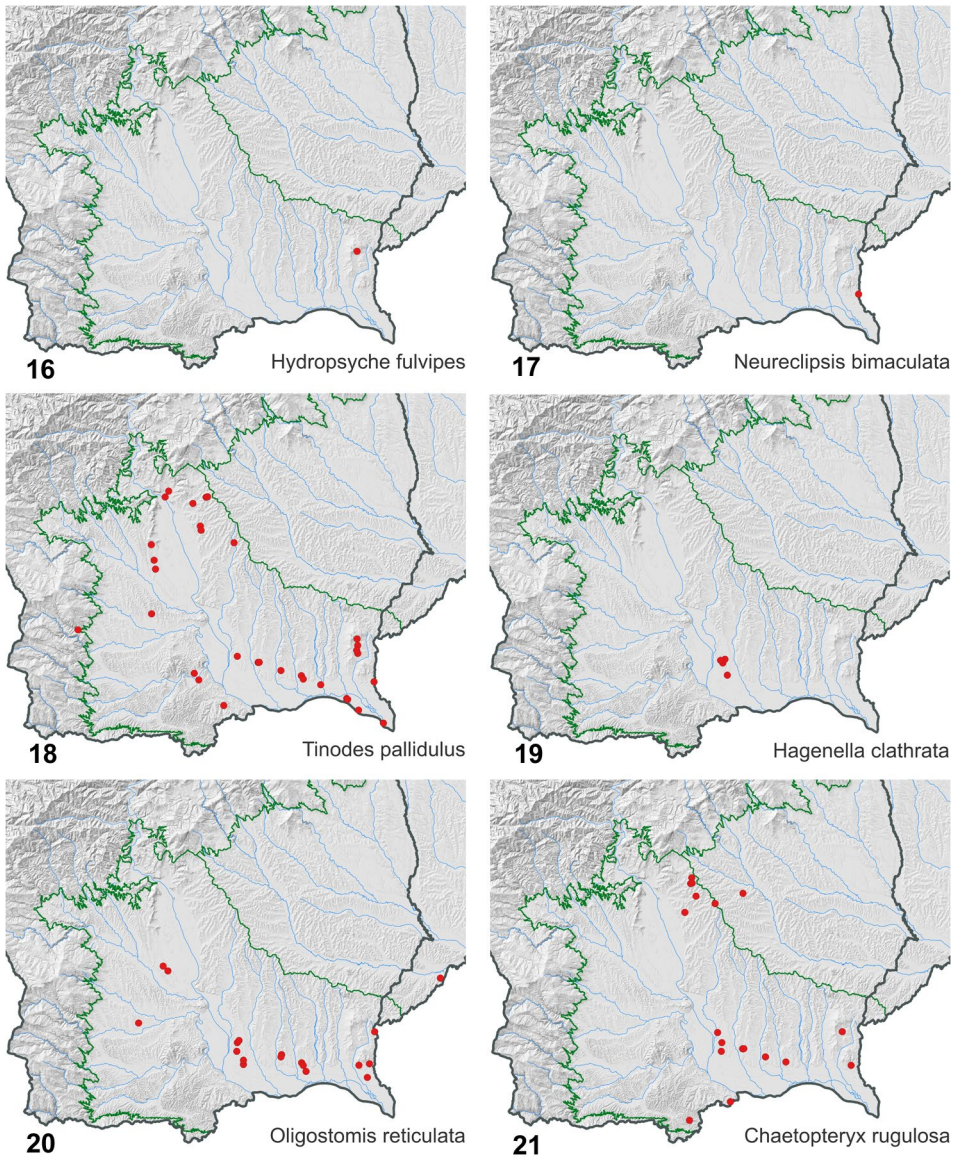 16 Hydropsyche fulvipes
17 Neureclipsis bimaculata
18 Tinodes pallidulus
19 Hagenella clathrata
20 Oligostomis reticulata
21 Chaetopteryx rugulosa